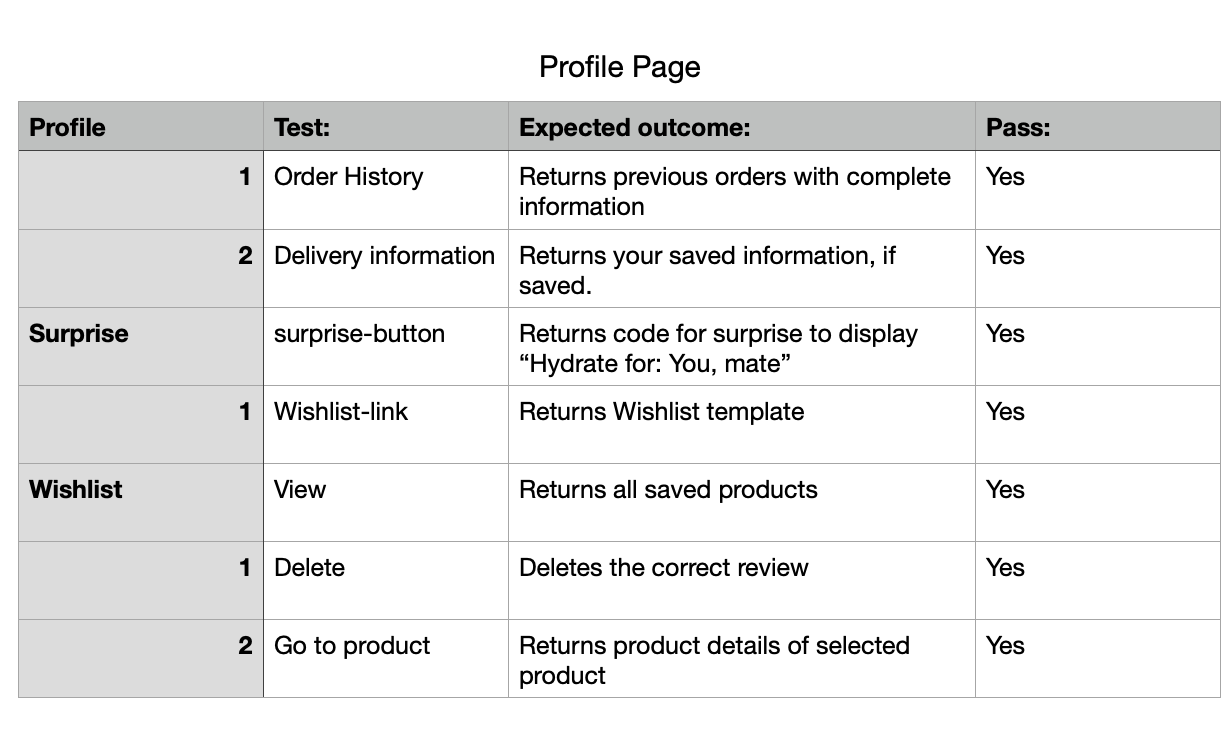 Profile Page
Profile Test: Expected outcome: Pass:
1 Order History Returns previous orders with complete Yes
information
2 Delivery information Returns your saved information, if Yes
saved.
Surprise surprise-button Returns code for surprise to display Yes
“Hydrate for: You, mate”
1 Wishlist-link Returns Wishlist template Yes
Wishlist View Returns all saved products Yes
1 Delete Deletes the correct review Yes
2 Go to product Returns product details of selected Yes
product